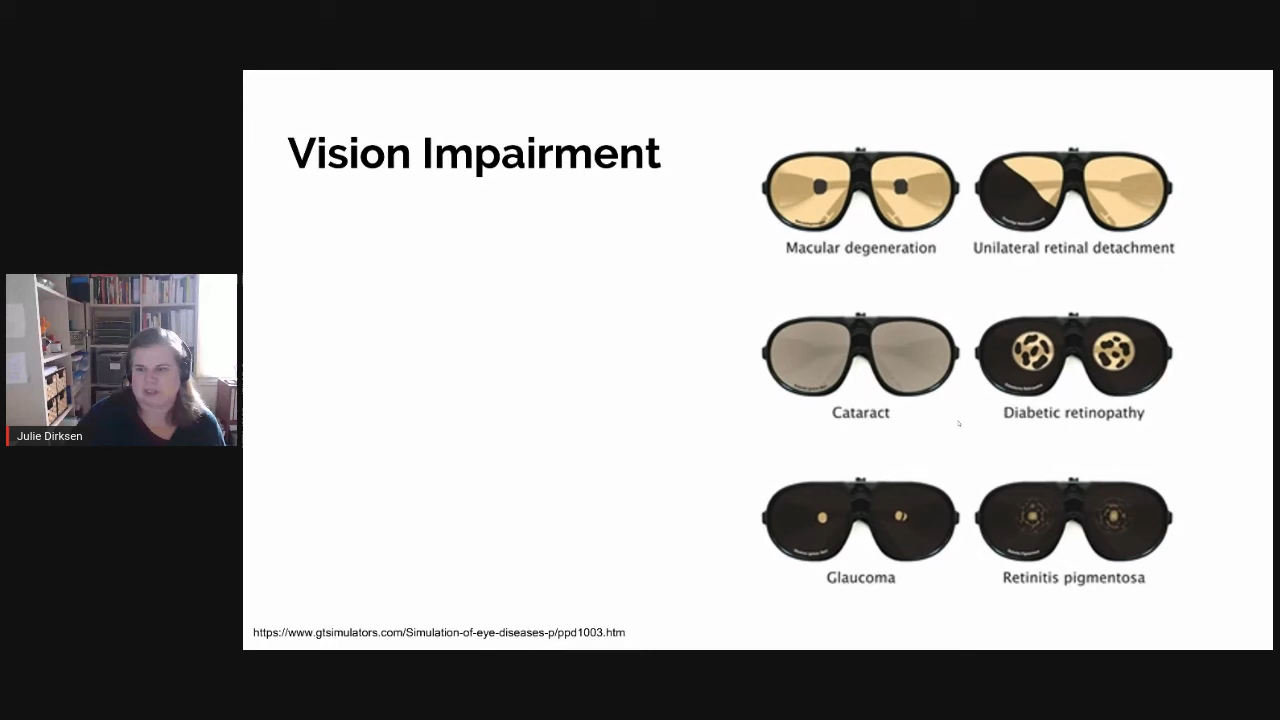 Vision Impairment
Macular degeneration
Unilateral retinal detachment
Cataract
Diabetic retinopathy
Glaucoma
Retinitis pigmentosa
https://www.gtsimulators.com/Simulation-of-eye-diseases-p/ppd1003.htm
Julie Dirksen